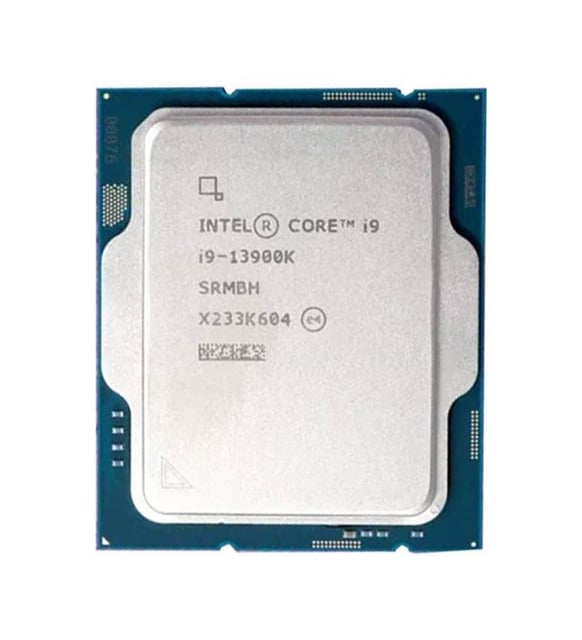 INTEL® CORE™ i9
i9-13900K
SRMBH
X233K604 e4